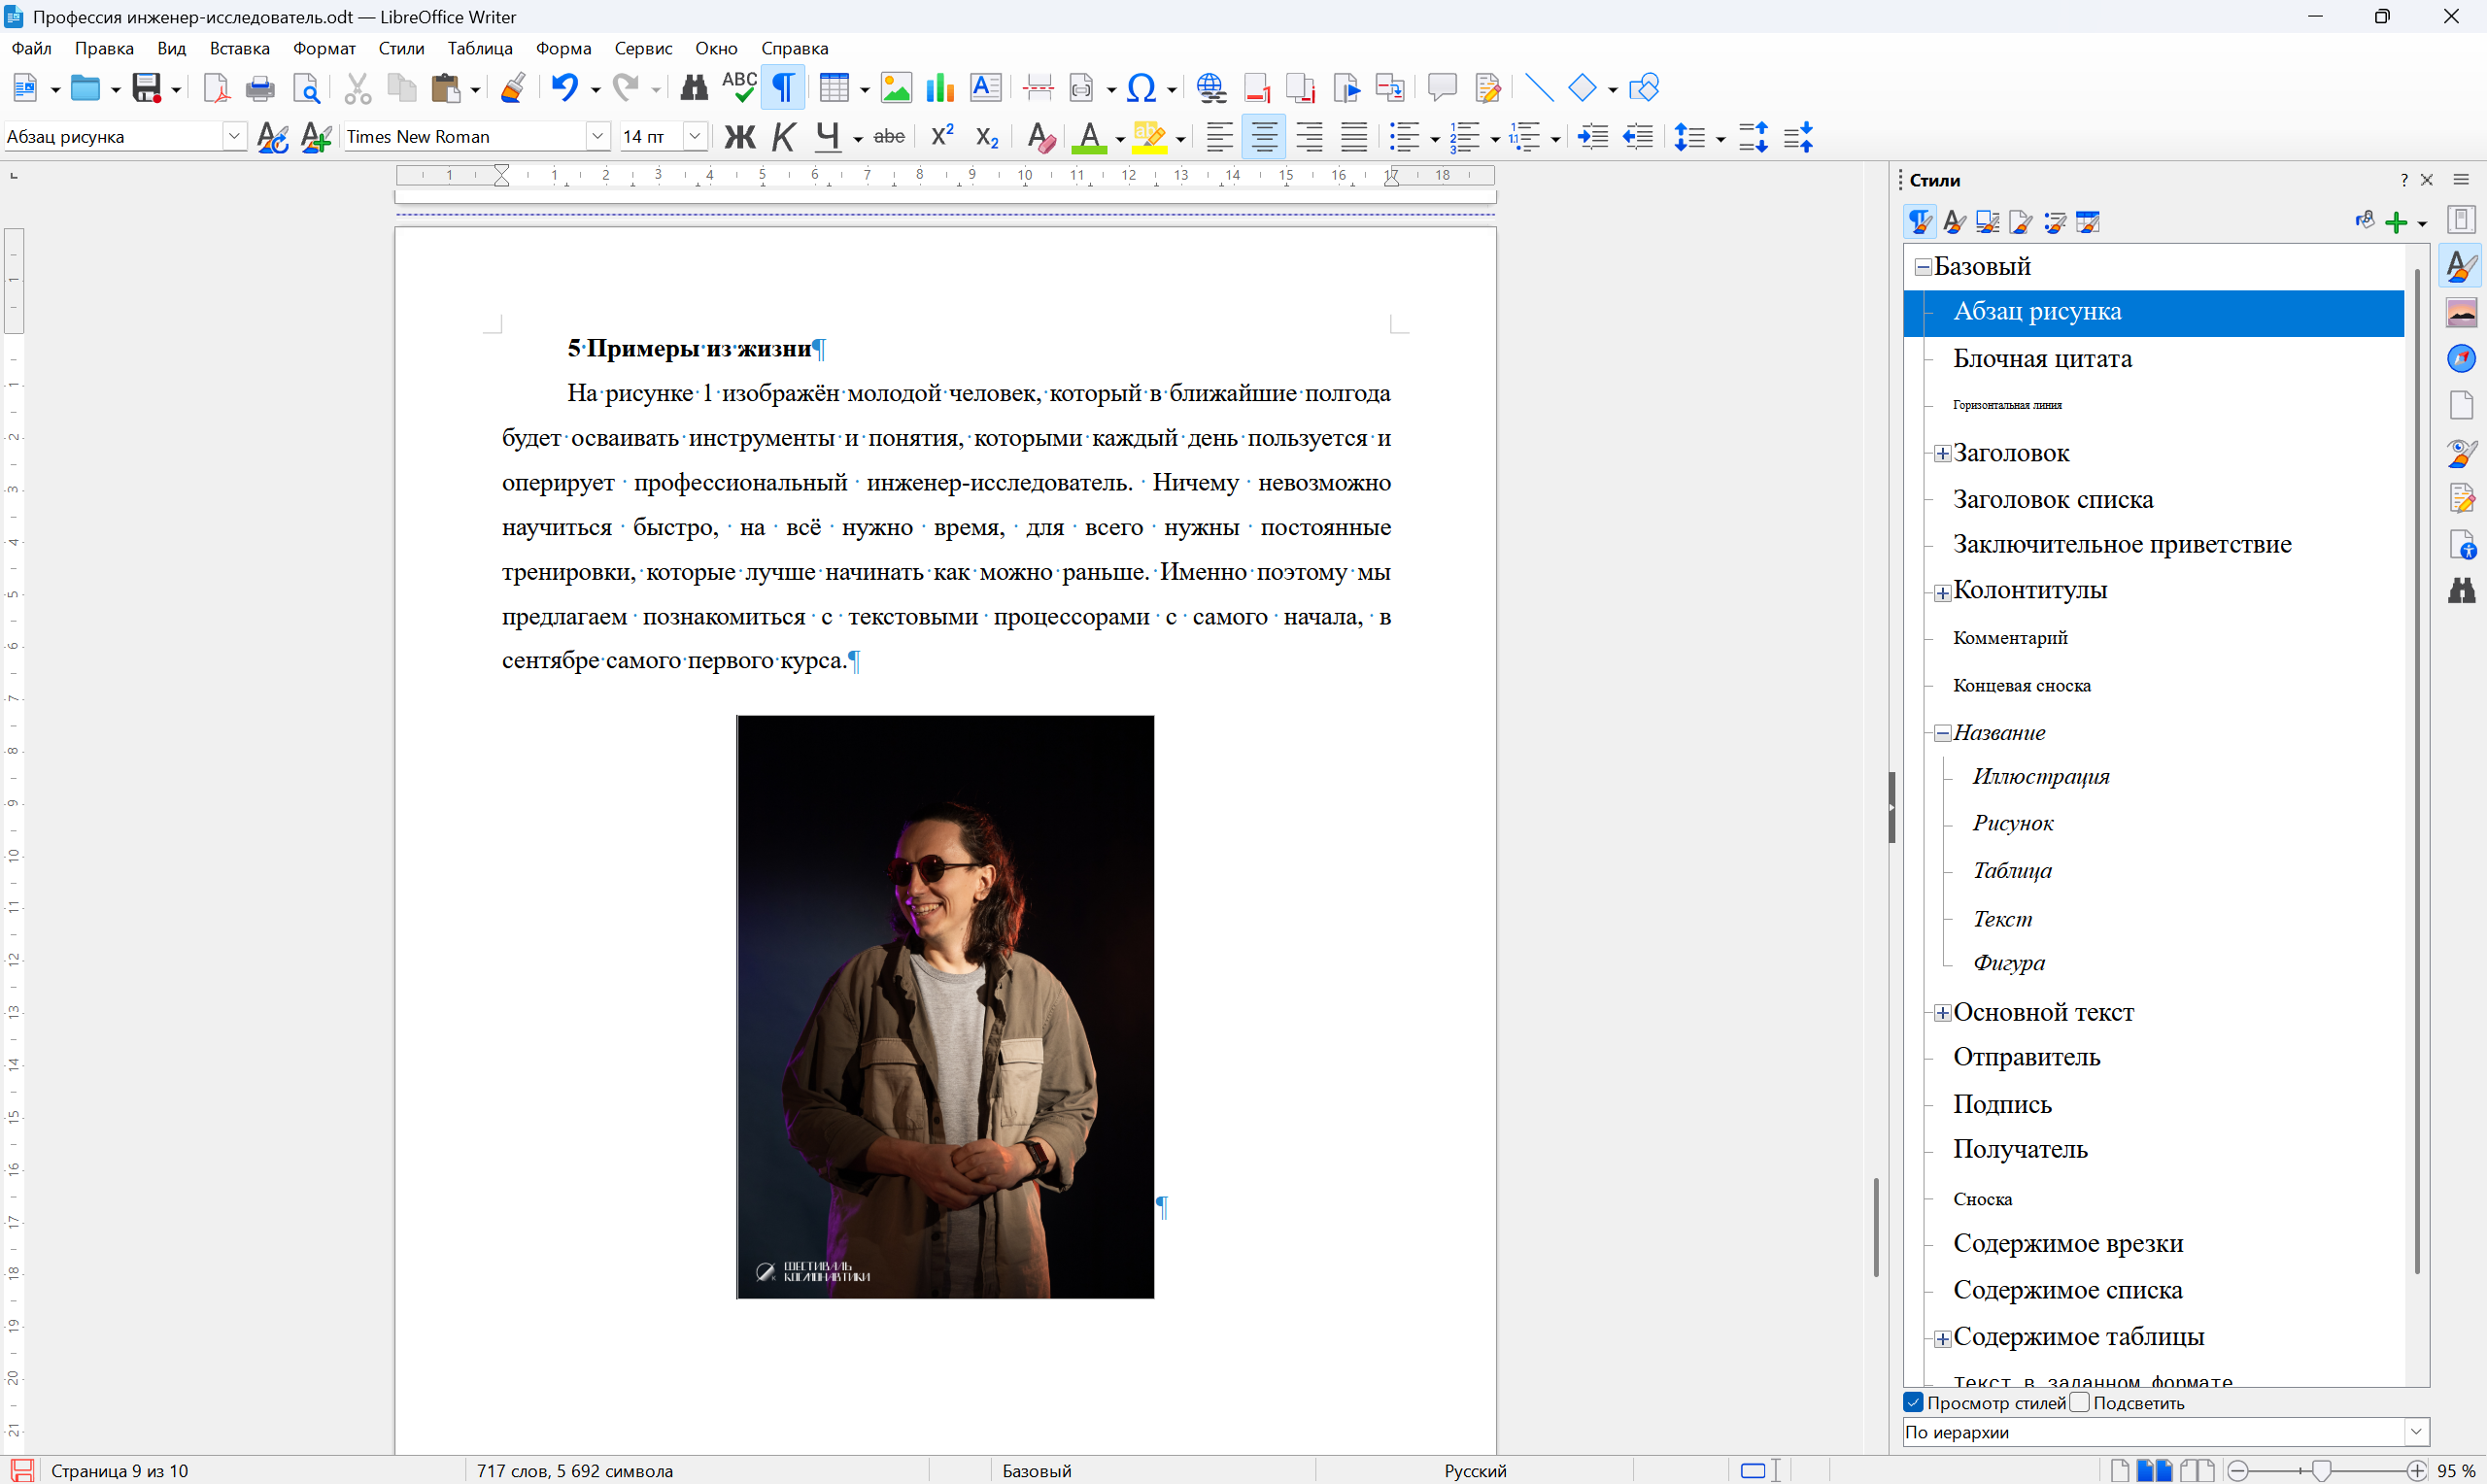 Профессия инженер-исследователь.odt — LibreOffice Writer
Файл Правка Вид Вставка Формат Стили Таблица Форма Сервис Окно Справка
Абзац рисунка Times New Roman 14 пт
Стили
Базовый
Абзац рисунка
Блочная цитата
Горизонтальная линия
Заголовок
Заголовок списка
Заключительное приветствие
Колонтитулы
Комментарий
Концевая сноска
Название
Иллюстрация
Рисунок
Таблица
Текст
Фигура
Основной текст
Отправитель
Подпись
Получатель
Сноска
Содержимое врезки
Содержимое списка
Содержимое таблицы
Текст в заданном формате
Просмотр стилей Подсветить
По иерархии
5 Примеры из жизни¶
На рисунке 1 изображён молодой человек, который в ближайшие полгода
будет осваивать инструменты и понятия, которыми каждый день пользуется и
оперирует профессиональный инженер-исследователь. Ничему невозможно
научиться быстро, на всё нужно время, для всего нужны постоянные
тренировки, которые лучше начинать как можно раньше. Именно поэтому мы
предлагаем познакомиться с текстовыми процессорами с самого начала, в
сентябре самого первого курса.¶
ФЕСТИВАЛЬ
КОСМОНАВТИКИ
¶
Страница 9 из 10 717 слов, 5 692 символа Базовый Русский 95 %